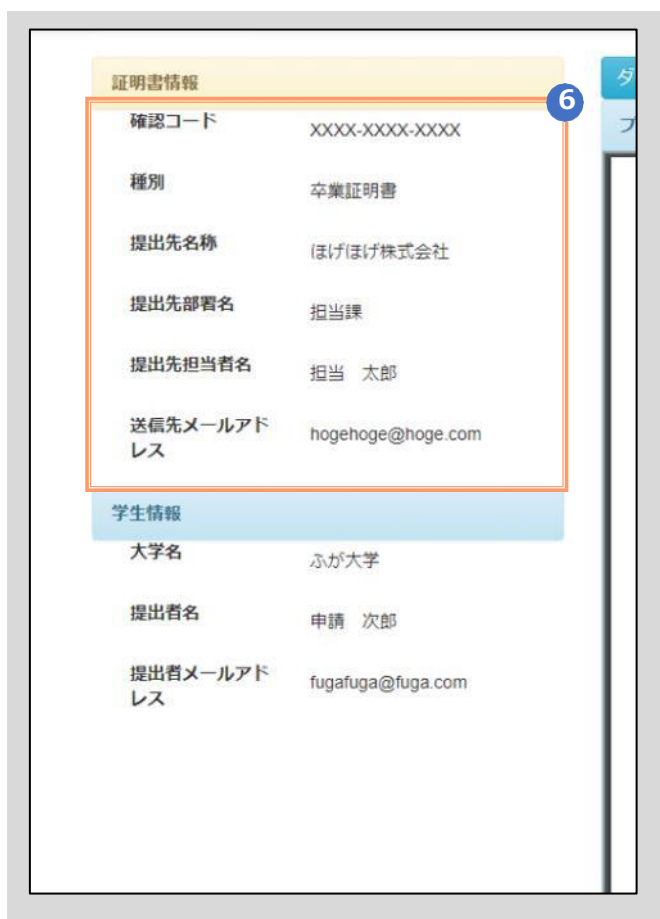 証明書情報
6
確認コード XXXX-XXXX-XXXX
種別 卒業証明書
提出先名称 ほげほげ株式会社
提出先部署名 担当課
提出先担当者名 担当　太郎
送信先メールアド
レス
hogehoge@hoge.com
学生情報
大学名 ふが大学
提出者名 申請　次郎
提出者メールアド
レス
fugafuga@fuga.com
ダ
プ